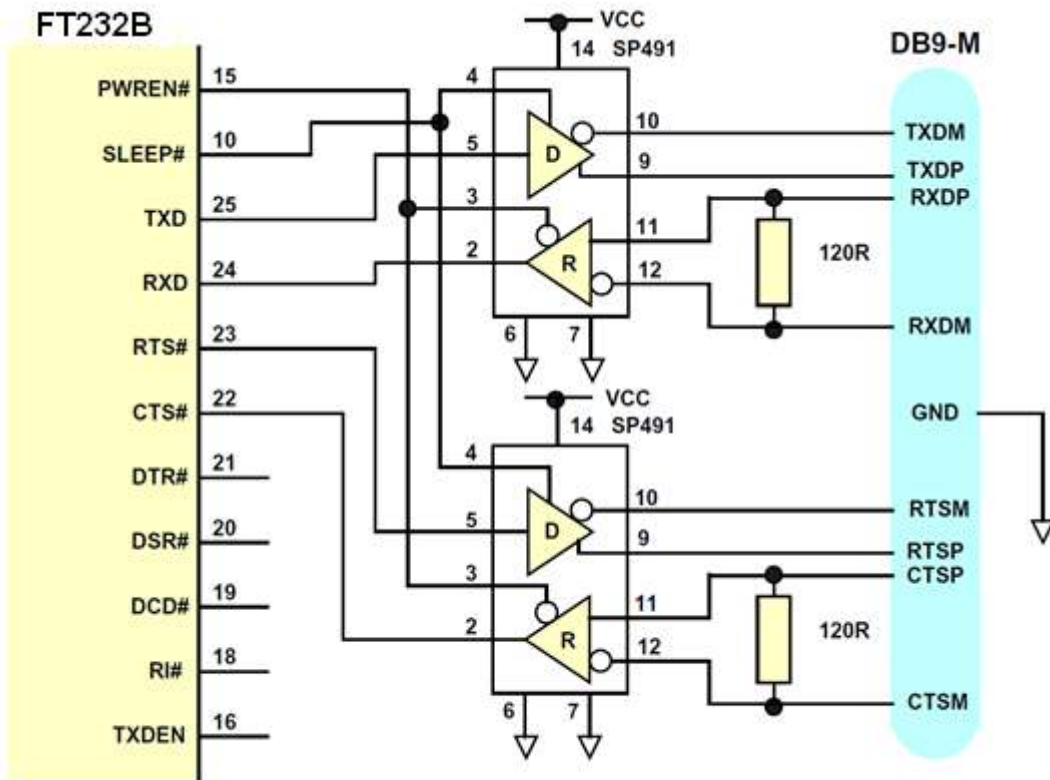 FT232B
PWREN# 15
SLEEP# 10
TXD 25
RXD 24
RTS# 23
CTS# 22
DTR# 21
DSR# 20
DCD# 19
RI# 18
TXDEN 16
VCC
14 SP491
4
5
D
10
9
3
2
R
11
12
6 7
120R
VCC
14 SP491
4
5
D
10
9
3
2
R
11
12
6 7
120R
DB9-M
TXDM
TXDP
RXDP
RXDM
GND
RTSM
RTSP
CTSP
CTSM